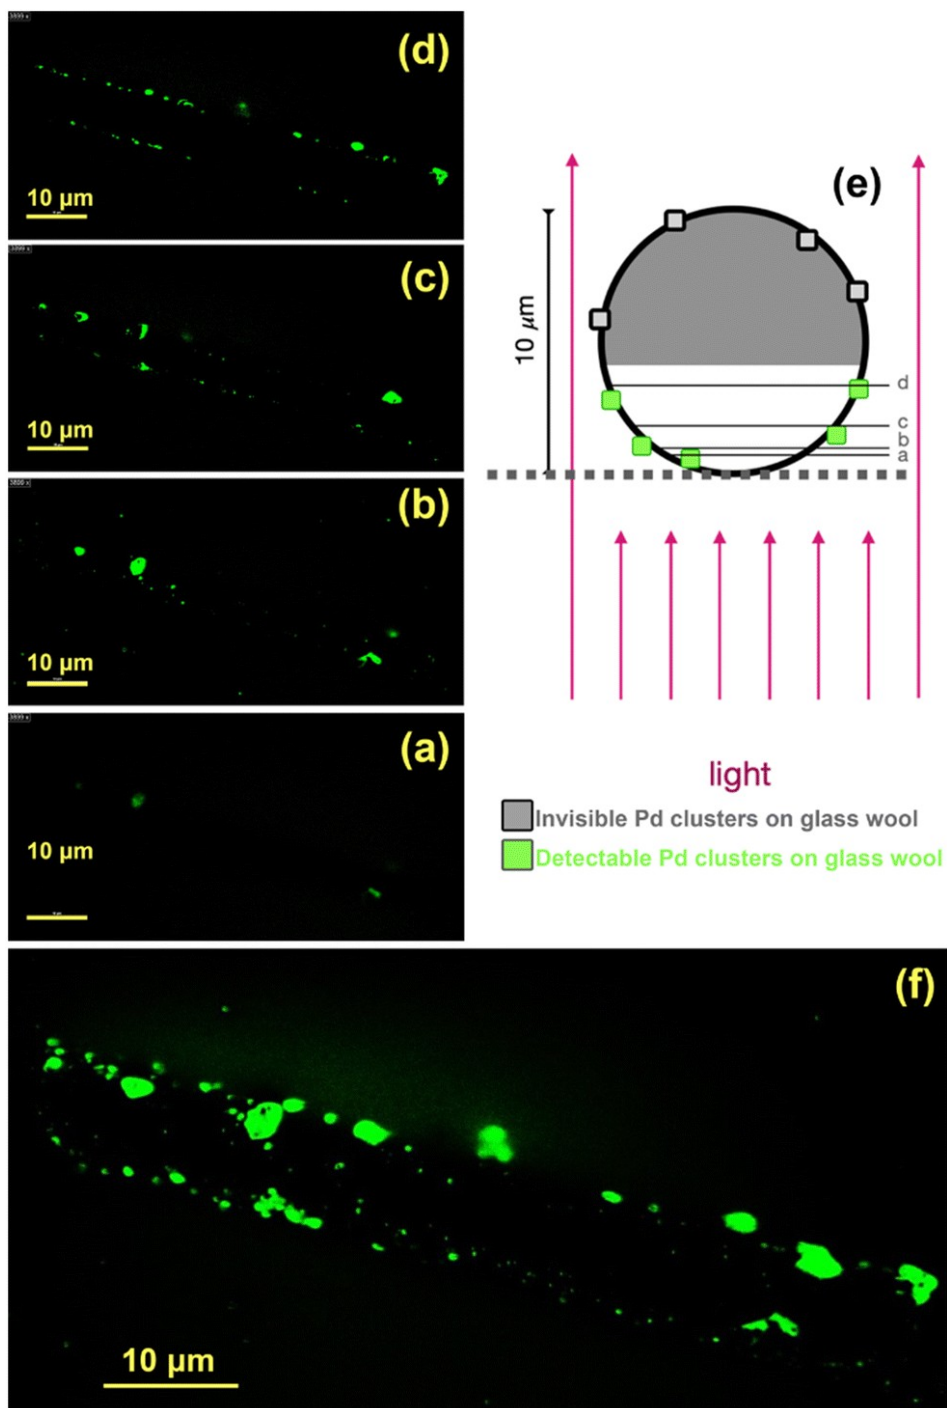 (d)
10 µm
(c)
10 µm
(b)
10 µm
(a)
10 µm
(e)
10 µm
d
c
b
a
light
Invisible Pd clusters on glass wool
Detectable Pd clusters on glass wool
(f)
10 µm